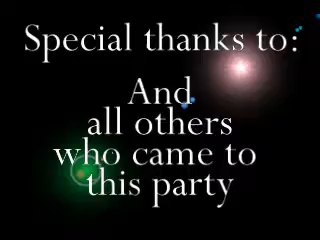 Special thanks to:
And
all others
who came to
this party